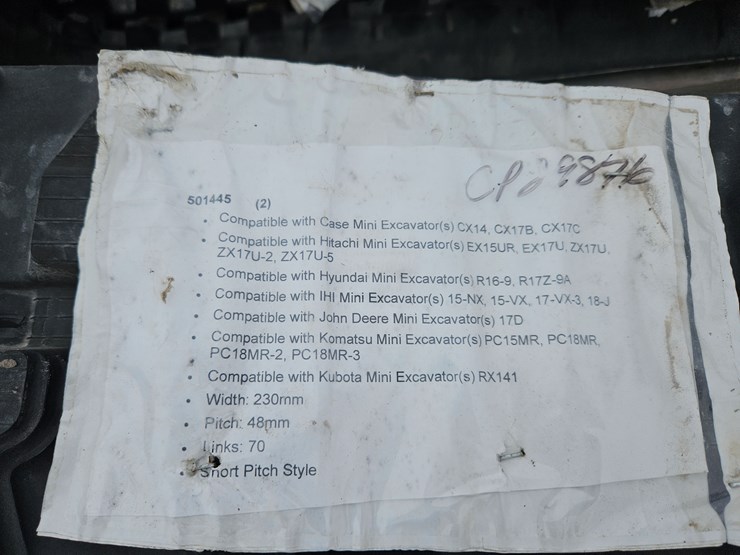 501445 (2)
• Compatible with Case Mini Excavator(s) CX14, CX17B, CX17C
• Compatible with Hitachi Mini Excavator(s) EX15UR, EX17U, ZX17U,
ZX17U-2, ZX17U-5
• Compatible with Hyundai Mini Excavator(s) R16-9, R17Z-9A
• Compatible with IHI Mini Excavator(s) 15-NX, 15-VX, 17-VX-3, 18-J
• Compatible with John Deere Mini Excavator(s) 17D
• Compatible with Komatsu Mini Excavator(s) PC15MR, PC18MR,
PC18MR-2, PC18MR-3
• Compatible with Kubota Mini Excavator(s) RX141
• Width: 230mm
• Pitch: 48mm
• Links: 70
• Short Pitch Style